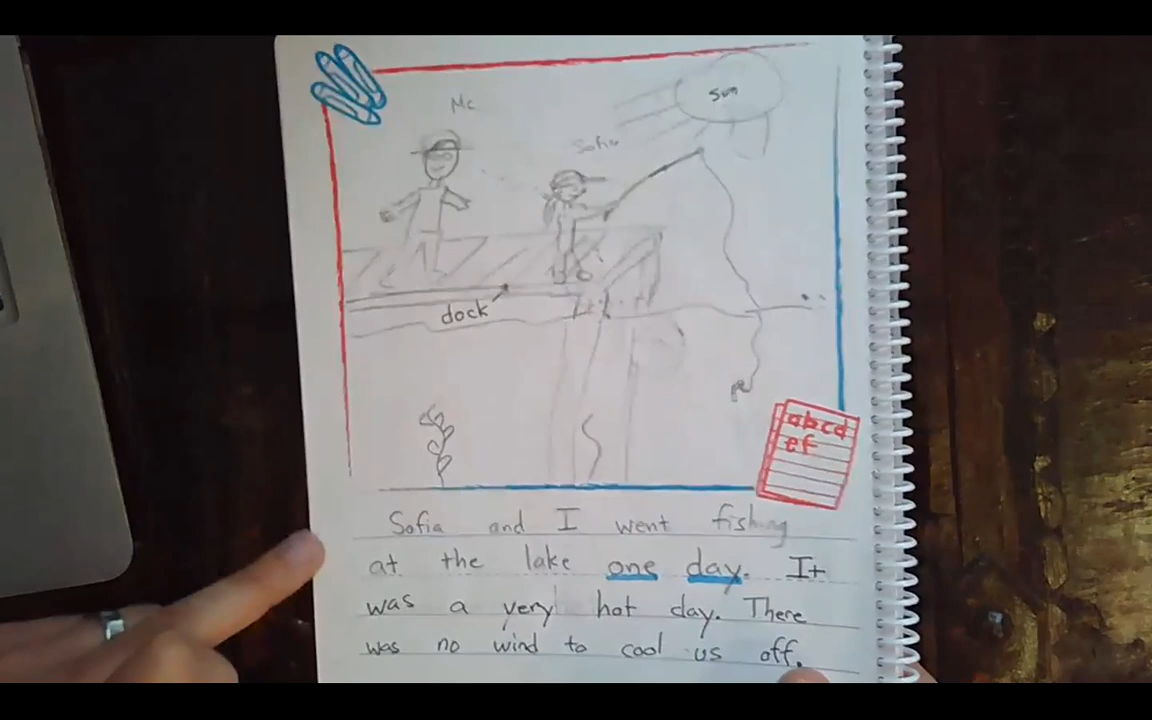 Me
Sun
Sofia
dock
abcd
ef
Sofia and I went fishing
at the lake one day. It
was a very hot day. There
was no wind to cool us off.